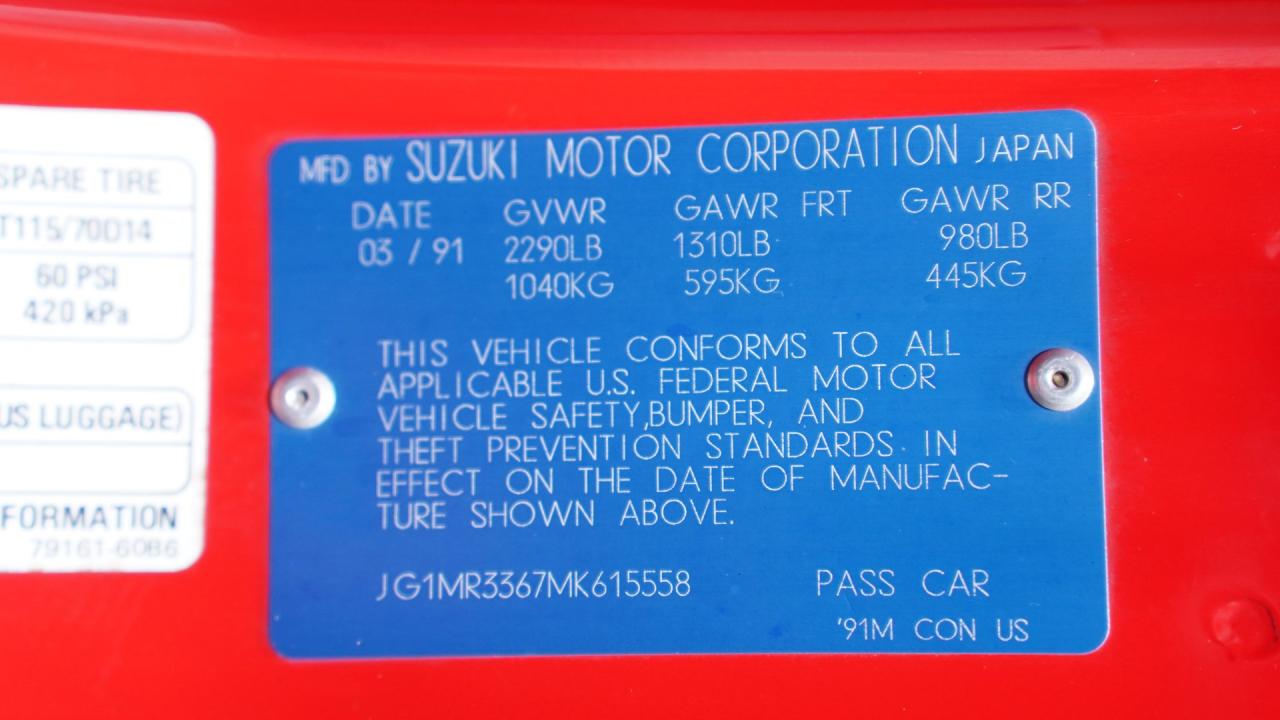 SPARE TIRE
T115/70D14
60 PSI
420 kPa
US LUGGAGE)
FORMATION
79161-60B6
MFD BY SUZUKI MOTOR CORPORATION JAPAN
DATE GVWR GAWR FRT GAWR RR
03 / 91 2290LB 1310LB 980LB
1040KG 595KG 445KG
THIS VEHICLE CONFORMS TO ALL
APPLICABLE U.S. FEDERAL MOTOR
VEHICLE SAFETY,BUMPER, AND
THEFT PREVENTION STANDARDS IN
EFFECT ON THE DATE OF MANUFAC-
TURE SHOWN ABOVE.
JG1MR3367MK615558 PASS CAR
'91M CON US